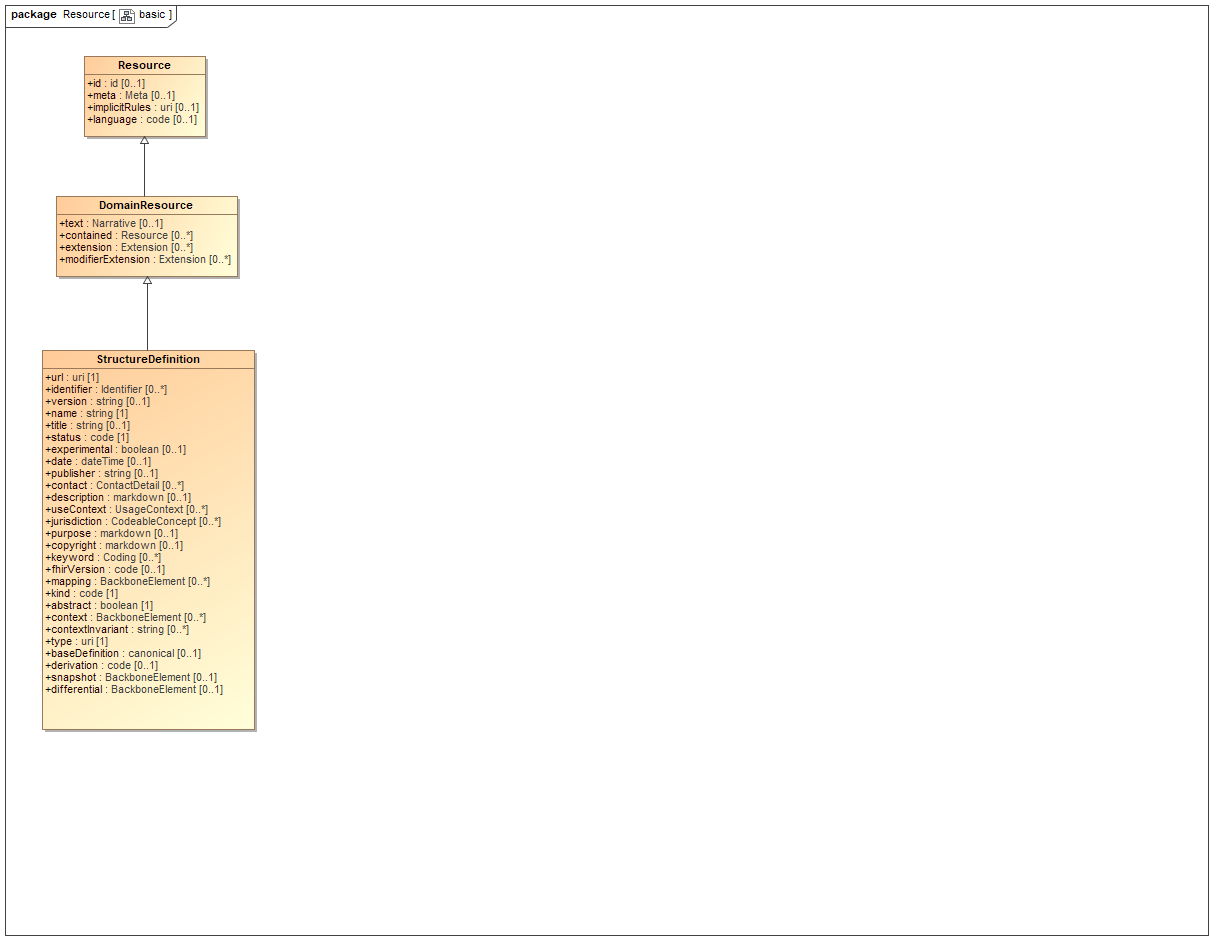 package Resource [ basic ]
Resource
+id : id [0..1]
+meta : Meta [0..1]
+implicitRules : uri [0..1]
+language : code [0..1]
DomainResource
+text : Narrative [0..1]
+contained : Resource [0..*]
+extension : Extension [0..*]
+modifierExtension : Extension [0..*]
StructureDefinition
+url : uri [1]
+identifier : Identifier [0..*]
+version : string [0..1]
+name : string [1]
+title : string [0..1]
+status : code [1]
+experimental : boolean [0..1]
+date : dateTime [0..1]
+publisher : string [0..1]
+contact : ContactDetail [0..*]
+description : markdown [0..1]
+useContext : UsageContext [0..*]
+jurisdiction : CodeableConcept [0..*]
+purpose : markdown [0..1]
+copyright : markdown [0..1]
+keyword : Coding [0..*]
+fhirVersion : code [0..1]
+mapping : BackboneElement [0..*]
+kind : code [1]
+abstract : boolean [1]
+context : BackboneElement [0..*]
+contextInvariant : string [0..*]
+type : uri [1]
+baseDefinition : canonical [0..1]
+derivation : code [0..1]
+snapshot : BackboneElement [0..1]
+differential : BackboneElement [0..1]